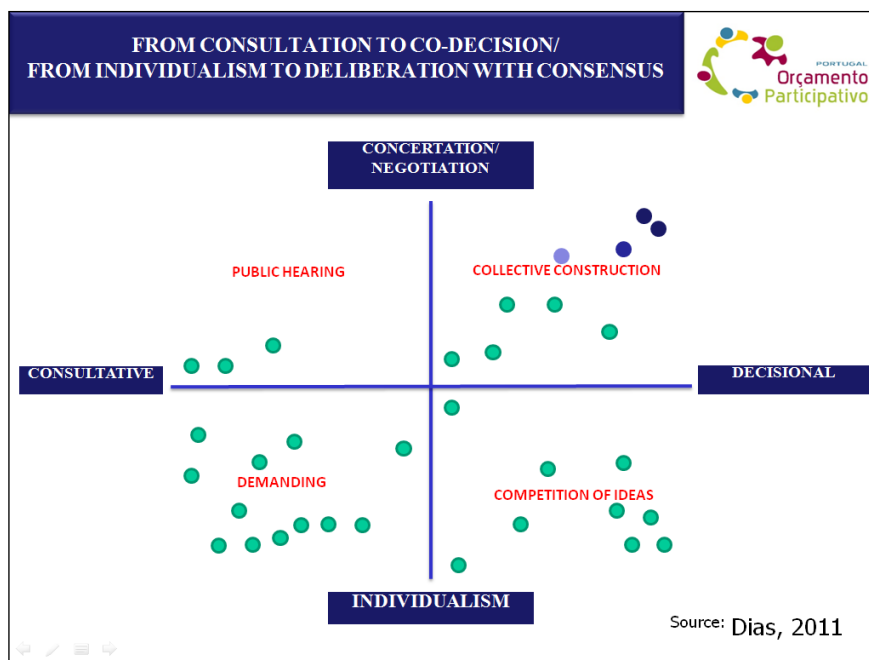 FROM CONSULTATION TO CO-DECISION/
FROM INDIVIDUALISM TO DELIBERATION WITH CONSENSUS
PORTUGAL
Orçamento
Participativo
CONCERTATION/
NEGOTIATION
PUBLIC HEARING
COLLECTIVE CONSTRUCTION
CONSULTATIVE
DECISIONAL
DEMANDING
COMPETITION OF IDEAS
INDIVIDUALISM
Source: Dias, 2011